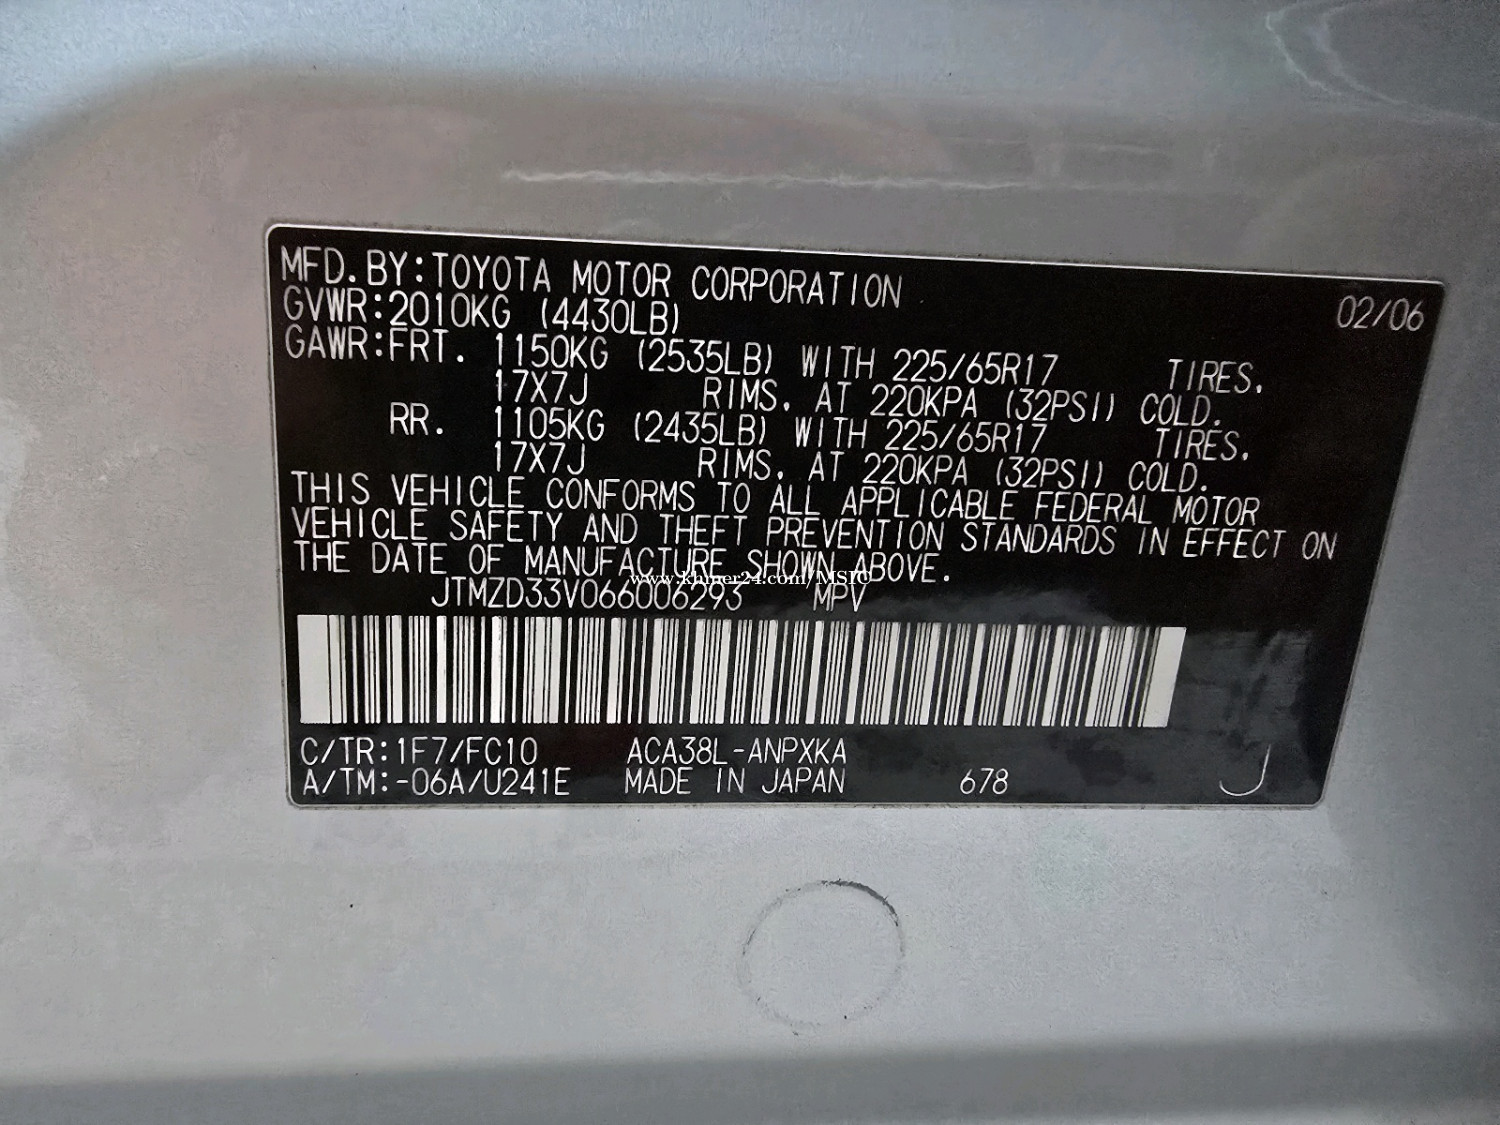 MFD.BY:TOYOTA MOTOR CORPORATION 02/06
GVWR:2010KG (4430LB)
GAWR:FRT. 1150KG (2535LB) WITH 225/65R17 TIRES.
17X7J RIMS, AT 220KPA (32PSI) COLD.
RR. 1105KG (2435LB) WITH 225/65R17 TIRES.
17X7J RIMS, AT 220KPA (32PSI) COLD.
THIS VEHICLE CONFORMS TO ALL APPLICABLE FEDERAL MOTOR
VEHICLE SAFETY AND THEFT PREVENTION STANDARDS IN EFFECT ON
THE DATE OF MANUFACTURE SHOWN ABOVE.
www.khmer24.com/MSIC
JTMZD33V066006293 MPV
C/TR:1F7/FC10 ACA38L-ANPXKA
A/TM:-06A/U241E MADE IN JAPAN 678 J